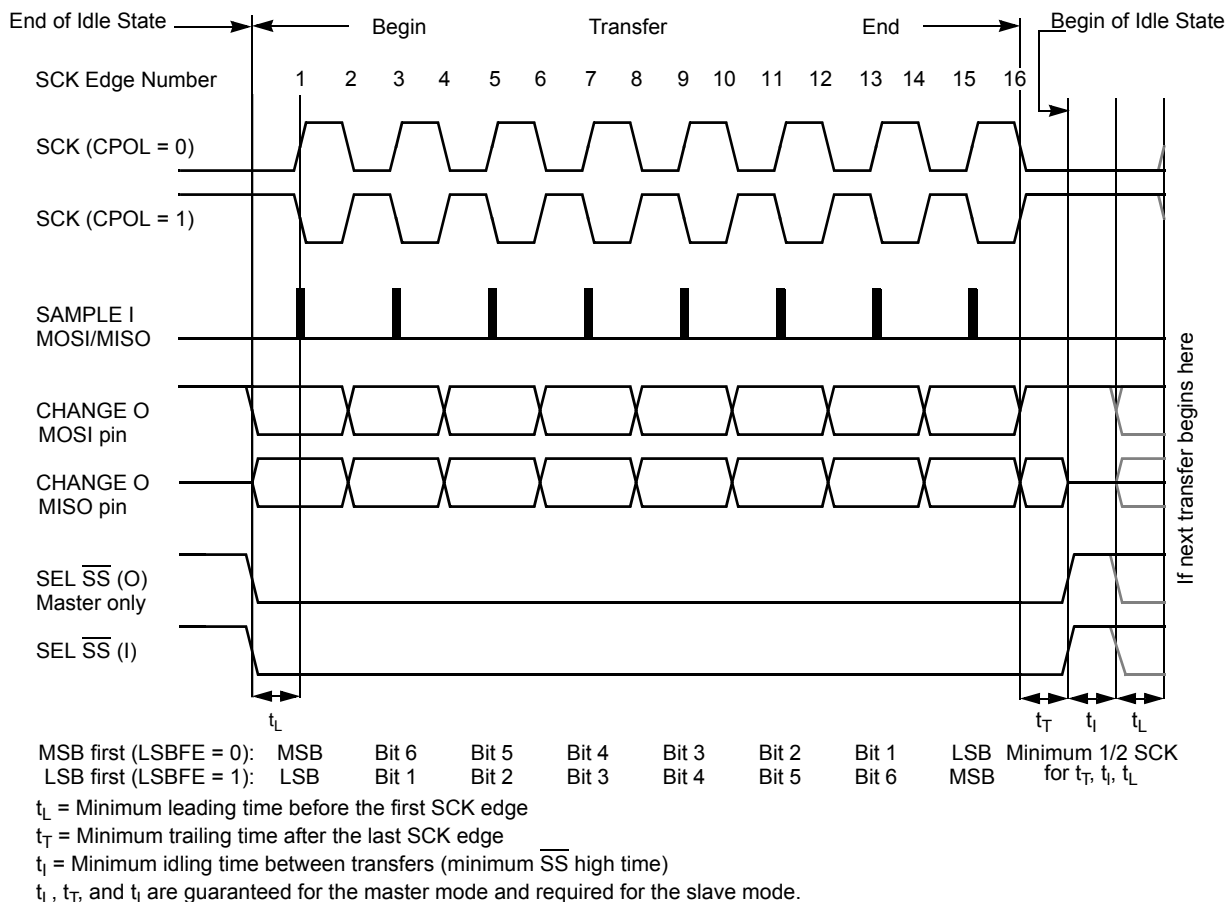 End of Idle State
Begin
Transfer
End
Begin of Idle State
SCK Edge Number
1 2 3 4 5 6 7 8 9 10 11 12 13 14 15 16
SCK (CPOL = 0)
SCK (CPOL = 1)
SAMPLE I
MOSI/MISO
CHANGE O
MOSI pin
CHANGE O
MISO pin
SEL SS (O)
Master only
SEL SS (I)
If next transfer begins here
tL
tT tI tL
MSB first (LSBFE = 0): MSB Bit 6 Bit 5 Bit 4 Bit 3 Bit 2 Bit 1 LSB
LSB first (LSBFE = 1): LSB Bit 1 Bit 2 Bit 3 Bit 4 Bit 5 Bit 6 MSB
Minimum 1/2 SCK
for tT, tI, tL
tL = Minimum leading time before the first SCK edge
tT = Minimum trailing time after the last SCK edge
tI = Minimum idling time between transfers (minimum SS high time)
tL, tT, and tI are guaranteed for the master mode and required for the slave mode.